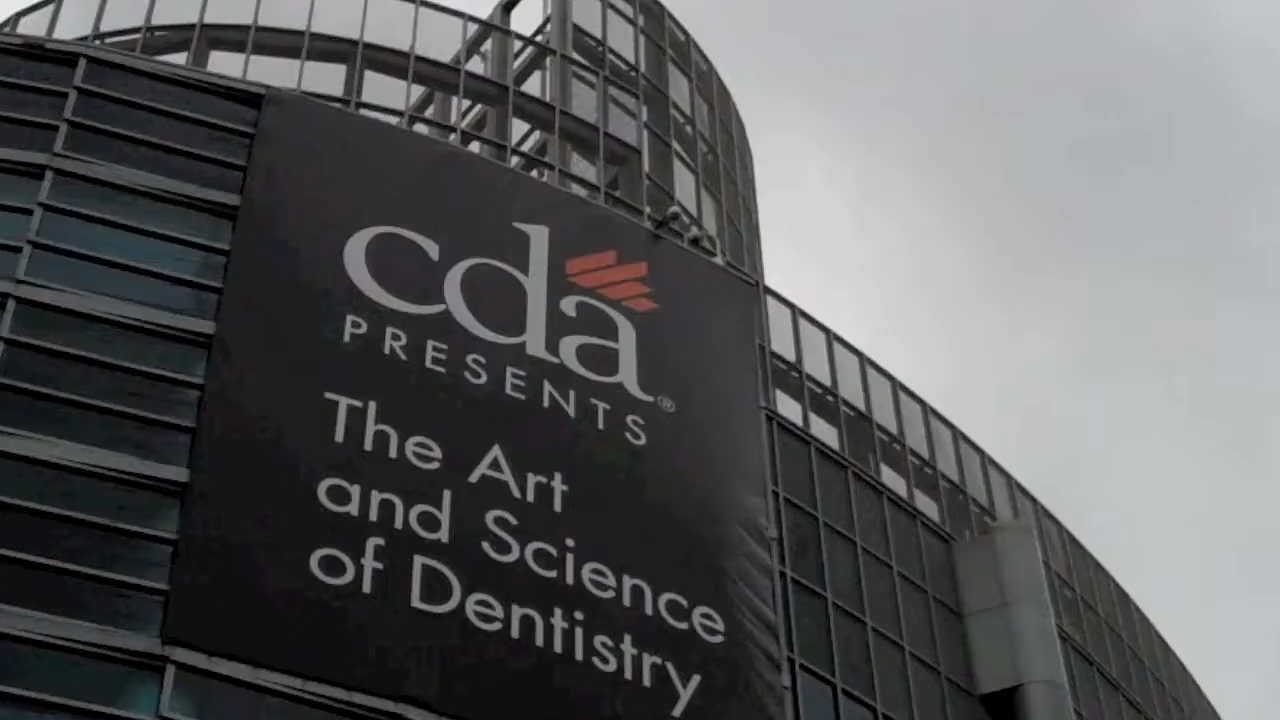 cda®
PRESENTS
The Art
and Science
of Dentistry